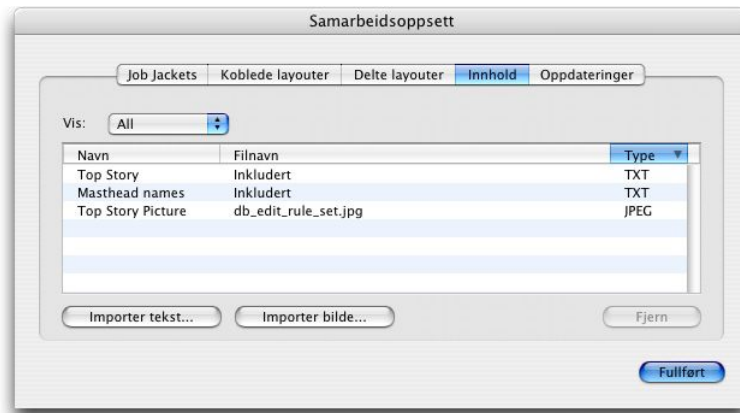 Samarbeidsoppsett
Job Jackets Koblede layouter Delte layouter Innhold Oppdateringer
Vis: All
Navn Filnavn Type
Top Story Inkludert TXT
Masthead names Inkludert TXT
Top Story Picture db_edit_rule_set.jpg JPEG
Importer tekst... Importer bilde... Fjern
Fullført